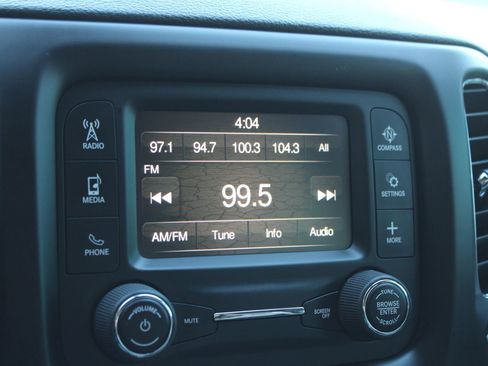 4:04
97.1 94.7 100.3 104.3 All
FM
99.5
AM/FM Tune Info Audio
RADIO
MEDIA
PHONE
N
COMPASS
SETTINGS
MORE
VOLUME
MUTE
SCREEN
OFF
TUNE
BROWSE
ENTER
SCROLL